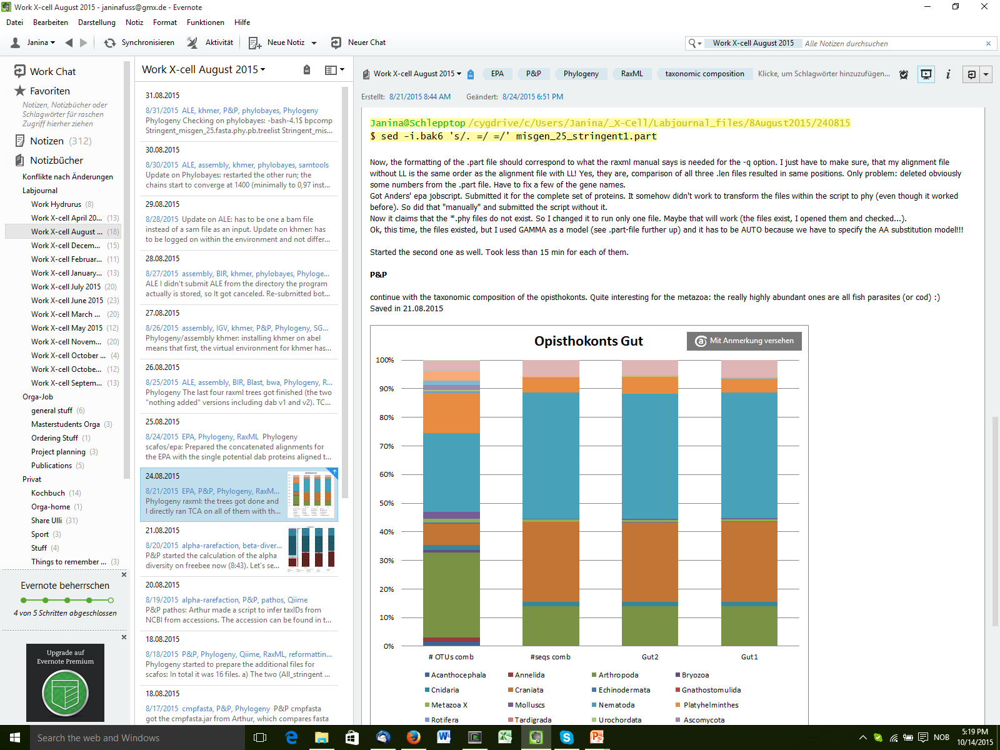 Work X-cell August 2015 - janinafuss@gmx.de - Evernote
Datei Bearbeiten Darstellung Notiz Format Funktionen Hilfe
Janina Synchronisieren Aktivität Neue Notiz Neuer Chat Work X-cell August 2015 Alle Notizen durchsuchen
Work Chat
Favoriten
Notizen, Notizbücher oder
Schlagwörter für raschen
Zugriff hierher ziehen
Notizen (312)
Notizbücher
Konflikte nach Änderungen
Labjournal
Work Hydrurus (8)
Work X-cell April 20... (13)
Work X-cell August ... (18)
Work X-cell Decem... (15)
Work X-cell Februar... (11)
Work X-cell January... (13)
Work X-cell July 2015 (20)
Work X-cell June 2015 (23)
Work X-cell March ... (20)
Work X-cell May 2015 (12)
Work X-cell Novem... (20)
Work X-cell October ... (4)
Work X-cell Octobe... (12)
Work X-cell Septem... (13)
Orga-Job
general stuff (6)
Masterstudents Orga (3)
Ordering Stuff (1)
Project planning (3)
Publications (5)
Privat
Kochbuch (14)
Orga-home (1)
Share Ulli (31)
Sport (3)
Stuff (4)
Things to remember ... (3)
Evernote beherrschen
4 von 5 Schritten abgeschlossen
Upgrade auf
Evernote Premium
Work X-cell August 2015
31.08.2015
8/31/2015 ALE, khmer, P&P, phylobayes, Phylogeny
Phylogeny Checking on phylobayes: -bash-4.1$ bpcomp
Stringent_misgen_25.fasta.phy.pb.treelist Stringent_mis...
30.08.2015
8/30/2015 ALE, assembly, khmer, phylobayes, samtools
Update on Phylobayes: restarted the other run; the
chains start to converge at 1400 (minimally to 0,97 inst...
29.08.2015
8/28/2015 Update on ALE: has to be one a bam file
instead of a sam file as an input. Update on khmer: has
to be logged on within the environment and not differ...
28.08.2015
8/27/2015 assembly, BIR, khmer, phylobayes, Phyloge...
ALE I didn't submit ALE from the directory the program
actually is stored, so It got canceled. Re-submitted bot...
27.08.2015
8/26/2015 assembly, IGV, khmer, P&P, Phylogeny, SG...
Phylogeny/assembly khmer: installing khmer on abel
means that first, the virtual environment for khmer has...
26.08.2015
8/25/2015 ALE, assembly, BIR, Blast, bwa, Phylogeny, R...
Phylogeny The last four raxml trees got finished (the two
"nothing added" versions including dab v1 and v2). TC...
25.08.2015
8/24/2015 EPA, Phylogeny, RaxML Phylogeny
scafos/epa: Prepared the concatenated alignments for
the EPA with the single potential dab proteins aligned t...
24.08.2015
8/21/2015 EPA, P&P, Phylogeny, RaxM...
Phylogeny raxml: the trees got done and
I directly ran TCA on all of them with th...
21.08.2015
8/20/2015 alpha-rarefaction, beta-diver...
P&P started the calculation of the alpha
diversity on freebee now (8:43). Let's se...
20.08.2015
8/19/2015 alpha-rarefaction, P&P, pathos, Qiime
P&P pathos: Arthur made a script to infer taxIDs from
NCBI from accessions. The accession can be found in t...
18.08.2015
8/18/2015 P&P, Phylogeny, Qiime, RaxML, reformattin...
Phylogeny started to prepare the additional files for
scafos: In total it was 16 files. a) The two (All_stringent ...
18.08.2015
8/17/2015 cmpfasta, P&P, Phylogeny P&P cmpfasta
got the cmpfasta.jar from Arthur, which compares fasta
Work X-cell August 2015 EPA P&P Phylogeny RaxML taxonomic composition Klicke, um Schlagwörter hinzuzufügen...
Erstellt: 8/21/2015 8:44 AM Geändert: 8/24/2015 6:51 PM
Janina@Schlepptop /cygdrive/c/Users/Janina/_X-Cell/Labjournal_files/8August2015/240815
$ sed -i.bak6 's/. =/ =/' misgen_25_stringent1.part
Now, the formatting of the .part file should correspond to what the raxml manual says is needed for the -q option. I just have to make sure, that my alignment file
without LL is the same order as the alignment file with LL! Yes, they are, comparison of all three .len files resulted in same positions. Only problem: deleted obviously
some numbers from the .part file. Have to fix a few of the gene names.
Got Anders' epa jobscript. Submitted it for the complete set of proteins. It somehow didn't work to transform the files within the script to phy (even though it worked
before). So did that "manually" and submitted the script without it.
Now it claims that the *.phy files do not exist. So I changed it to run only one file. Maybe that will work (the files exist, I opened them and checked...).
Ok, this time, the files existed, but I used GAMMA as a model (see .part-file further up) and it has to be AUTO because we have to specify the AA substitution model!!!
Started the second one as well. Took less than 15 min for each of them.
P&P
continue with the taxonomic composition of the opisthokonts. Quite interesting for the metazoa: the really highly abundant ones are all fish parasites (or cod) :)
Saved in 21.08.2015
Opisthokonts Gut
Mit Anmerkung versehen
100%
90%
80%
70%
60%
50%
40%
30%
20%
10%
0%
# OTUs comb #seqs comb Gut2 Gut1
Acanthocephala Annelida Arthropoda Bryozoa
Cnidaria Craniata Echinodermata Gnathostomulida
Metazoa X Molluscs Nematoda Platyhelminthes
Rotifera Tardigrada Urochordata Ascomycota
Search the web and Windows
NOB
5:19 PM
10/14/2015